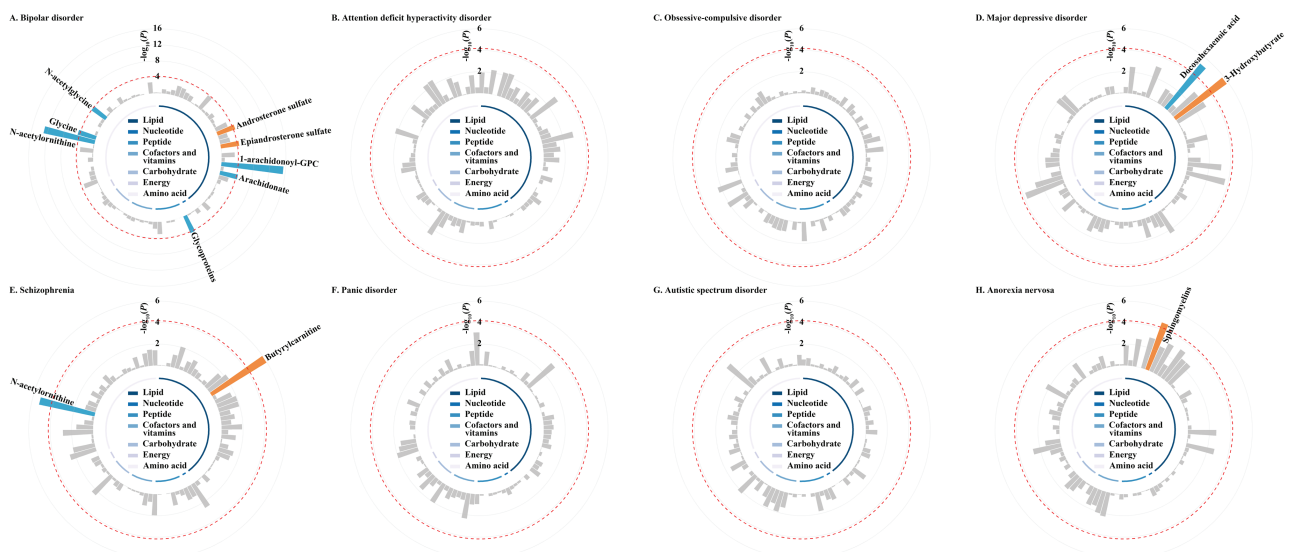 A. Bipolar disorder
16
12
8
4
-log10(P)
N-acetylglycine
Glycine
N-acetylornithine
Androsterone sulfate
Epiandrosterone sulfate
1-arachidonoyl-GPC
Arachidonate
Glycoproteins
Lipid
Nucleotide
Peptide
Cofactors and
vitamins
Carbohydrate
Energy
Amino acid
B. Attention deficit hyperactivity disorder
6
4
2
-log10(P)
Lipid
Nucleotide
Peptide
Cofactors and
vitamins
Carbohydrate
Energy
Amino acid
C. Obsessive-compulsive disorder
6
4
2
-log10(P)
Lipid
Nucleotide
Peptide
Cofactors and
vitamins
Carbohydrate
Energy
Amino acid
D. Major depressive disorder
6
4
2
-log10(P)
Docosahexaenoic acid
3-Hydroxybutyrate
Lipid
Nucleotide
Peptide
Cofactors and
vitamins
Carbohydrate
Energy
Amino acid
E. Schizophrenia
6
4
2
-log10(P)
Butyrylcarnitine
N-acetylornithine
Lipid
Nucleotide
Peptide
Cofactors and
vitamins
Carbohydrate
Energy
Amino acid
F. Panic disorder
6
4
2
-log10(P)
Lipid
Nucleotide
Peptide
Cofactors and
vitamins
Carbohydrate
Energy
Amino acid
G. Autistic spectrum disorder
6
4
2
-log10(P)
Lipid
Nucleotide
Peptide
Cofactors and
vitamins
Carbohydrate
Energy
Amino acid
H. Anorexia nervosa
6
4
2
-log10(P)
Sphingomyelins
Lipid
Nucleotide
Peptide
Cofactors and
vitamins
Carbohydrate
Energy
Amino acid